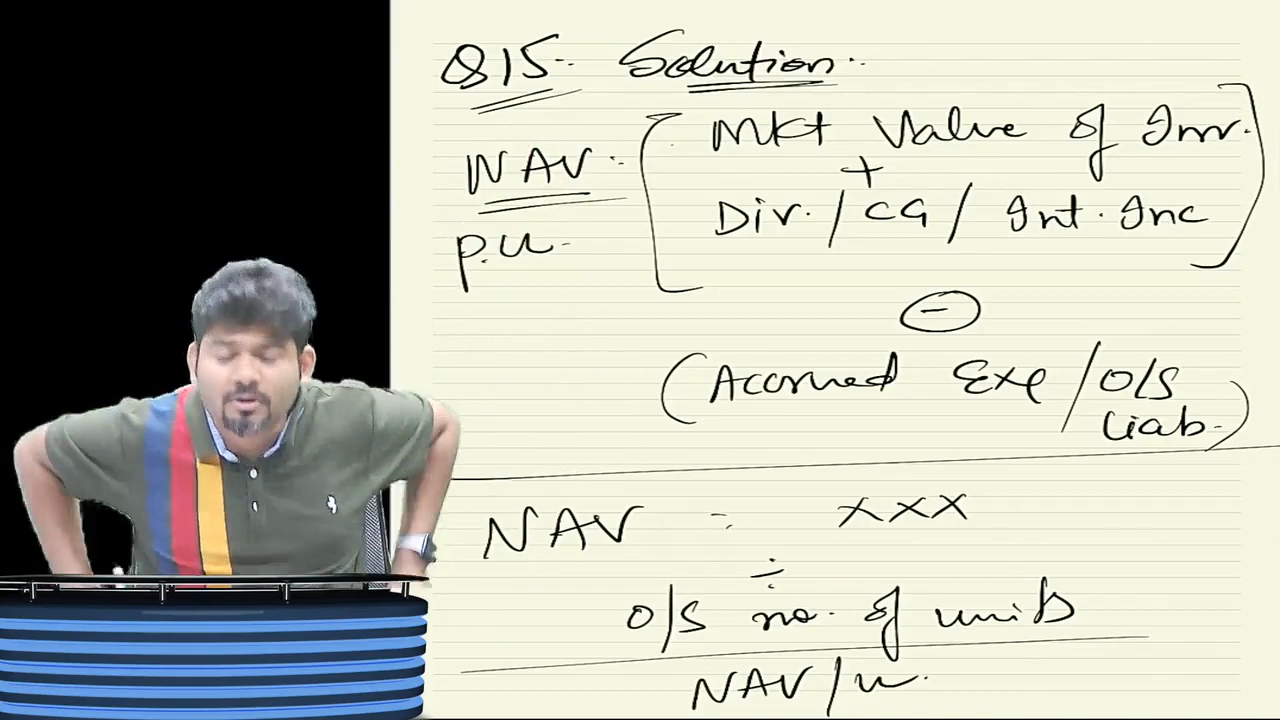 Q15. Solution.
NAV p.u. [ Mkt Value of Inv.
+
Div. / CG / Int. Inc ]
-
( Accrued Exp / O/S Liab. )
NAV = XXX
÷
O/S no. of units
NAV/u.